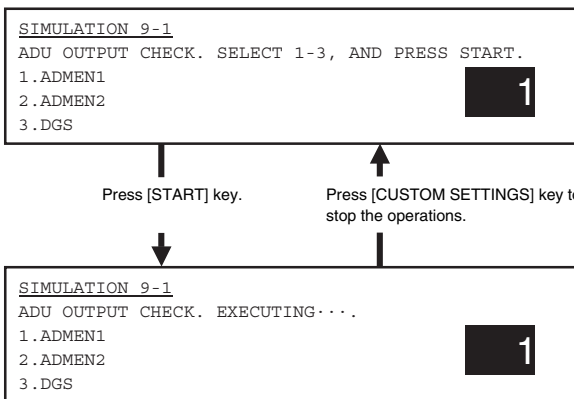 SIMULATION 9-1
ADU OUTPUT CHECK. SELECT 1-3, AND PRESS START.
1.ADMEN1
2.ADMEN2
3.DGS
1
Press [START] key.
Press [CUSTOM SETTINGS] key to
stop the operations.
SIMULATION 9-1
ADU OUTPUT CHECK. EXECUTING···.
1.ADMEN1
2.ADMEN2
3.DGS
1